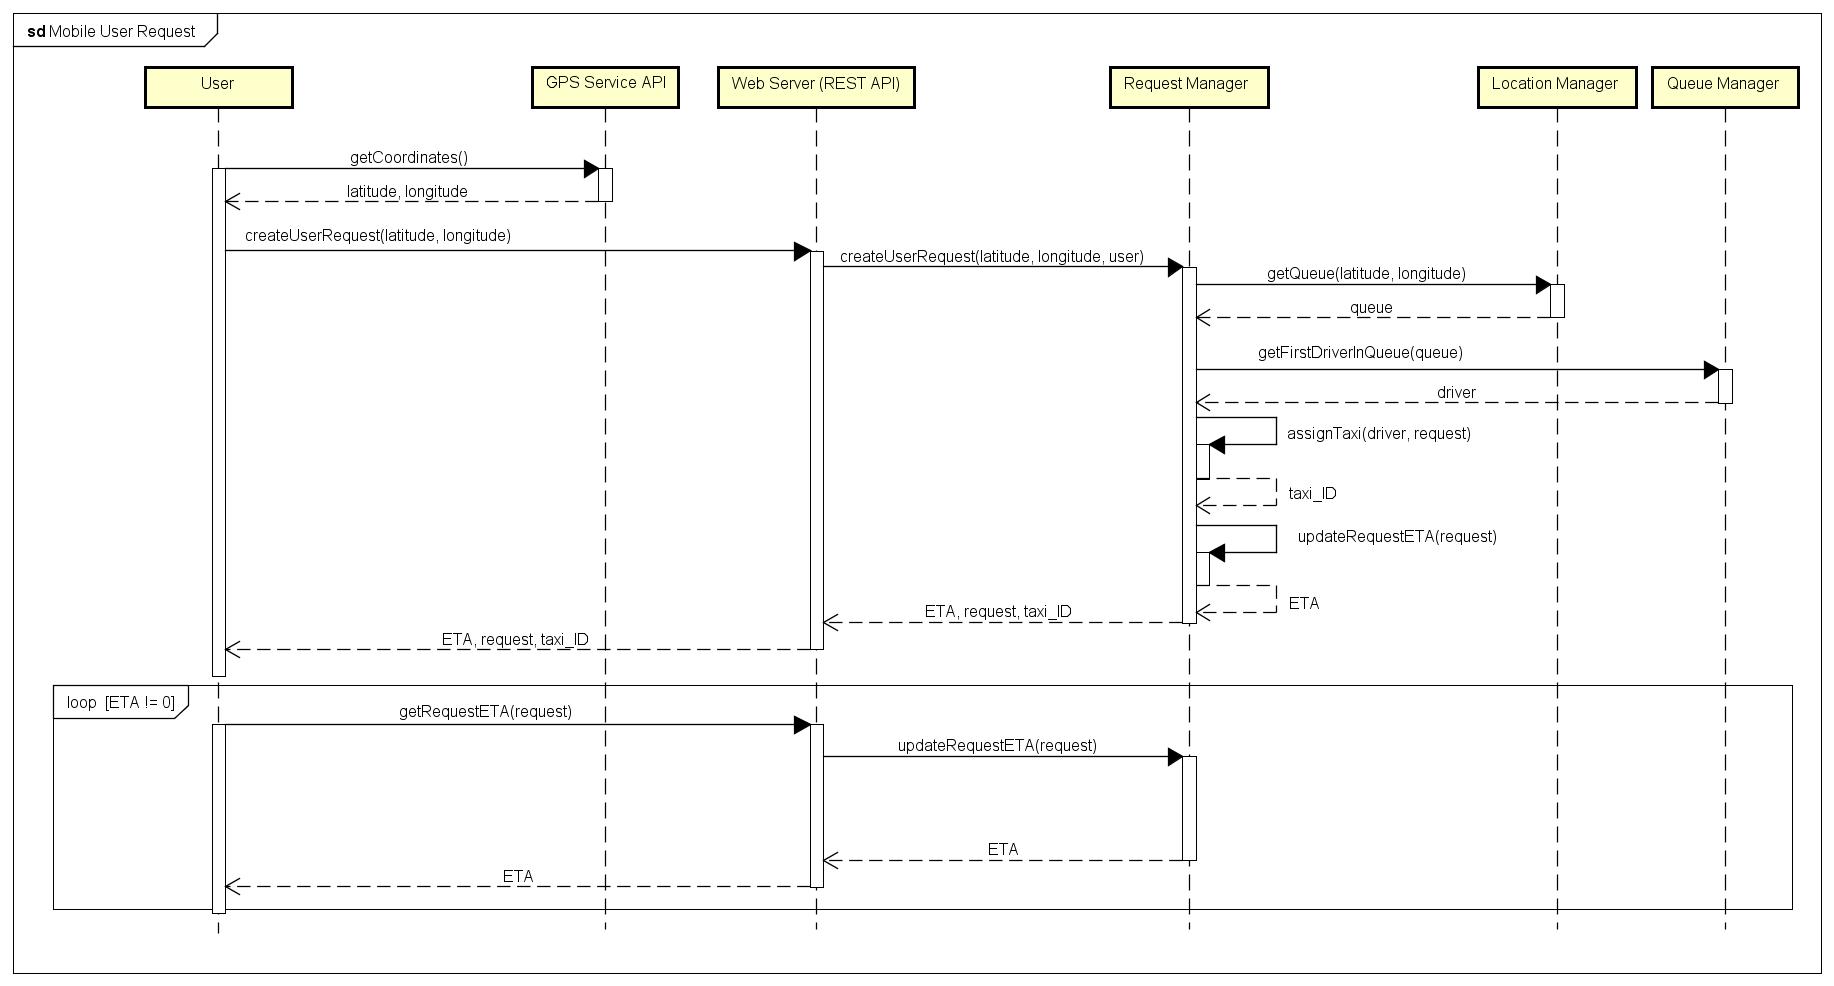 sd Mobile User Request
User
GPS Service API
Web Server (REST API)
Request Manager
Location Manager
Queue Manager
getCoordinates()
latitude, longitude
createUserRequest(latitude, longitude)
createUserRequest(latitude, longitude, user)
getQueue(latitude, longitude)
queue
getFirstDriverInQueue(queue)
driver
assignTaxi(driver, request)
taxi_ID
updateRequestETA(request)
ETA
ETA, request, taxi_ID
ETA, request, taxi_ID
loop [ETA != 0]
getRequestETA(request)
updateRequestETA(request)
ETA
ETA